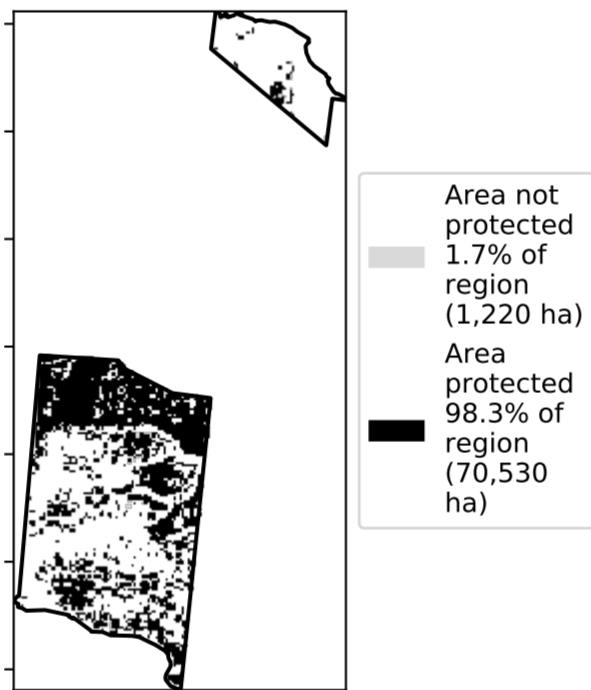 Area not
protected
1.7% of
region
(1,220 ha)
Area
protected
98.3% of
region
(70,530
ha)